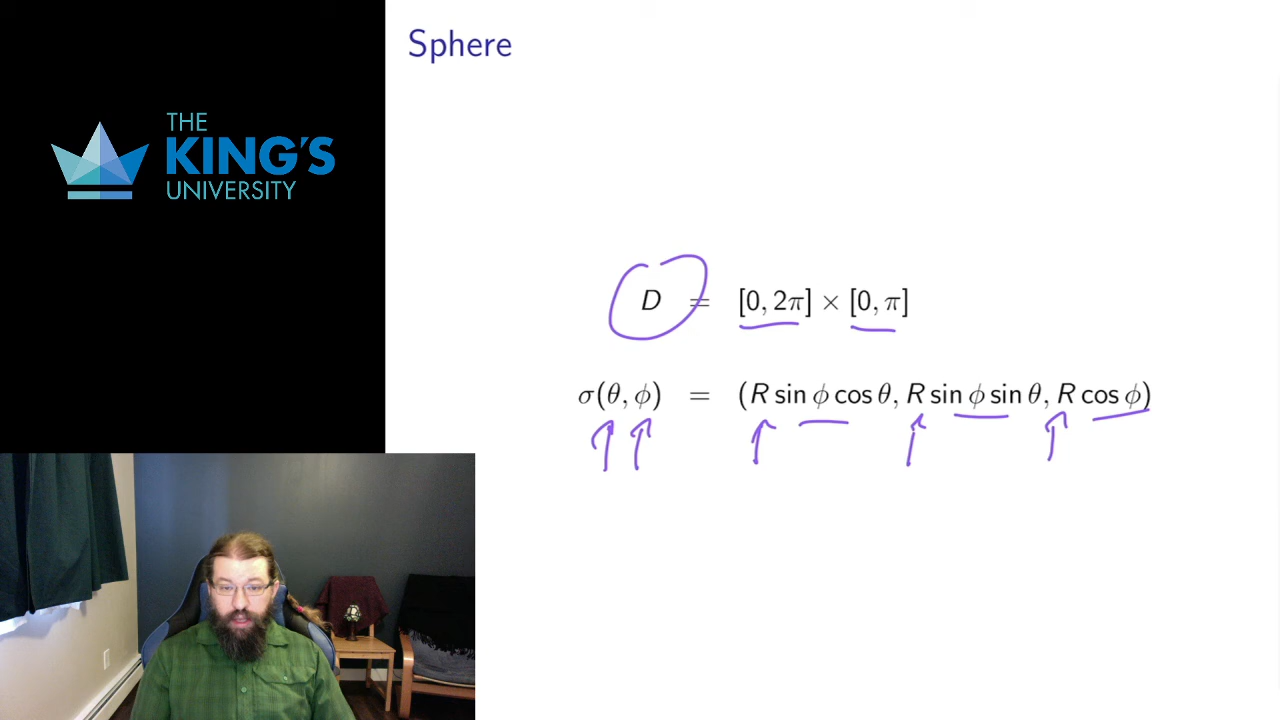 THE
KING'S
UNIVERSITY
Sphere
D = [0, 2π] × [0, π]
σ(θ, ϕ) = (R sin ϕ cos θ, R sin ϕ sin θ, R cos ϕ)